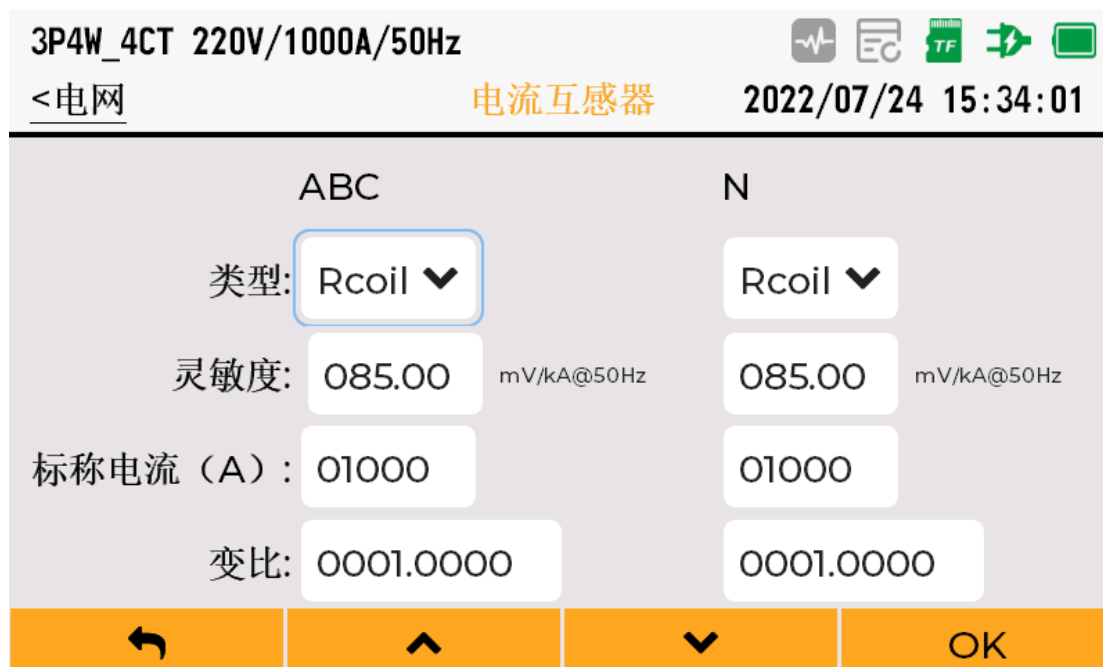 3P4W_4CT 220V/1000A/50Hz
TF
<电网 电流互感器 2022/07/24 15:34:01
ABC N
类型: Rcoil Rcoil
灵敏度: 085.00 mV/kA@50Hz 085.00 mV/kA@50Hz
标称电流（A）: 01000 01000
变比: 0001.0000 0001.0000
OK